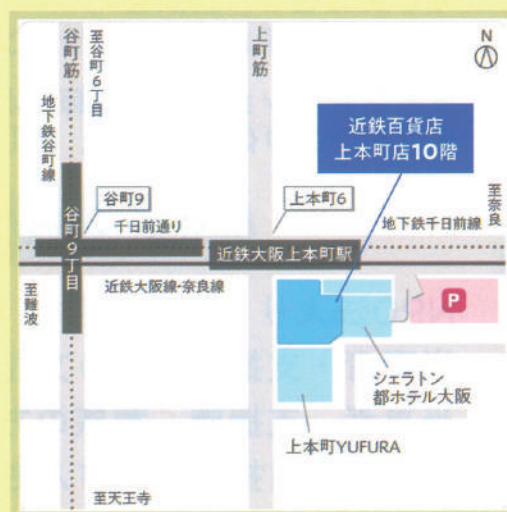 谷町筋
至谷町6丁目
上町筋
N
地下鉄谷町線
近鉄百貨店
上本町店10階
至奈良
谷町9
上本町6
千日前通り
地下鉄千日前線
谷町9丁目
近鉄大阪上本町駅
至難波
近鉄大阪線・奈良線
P
シェラトン
都ホテル大阪
上本町YUFURA
至天王寺